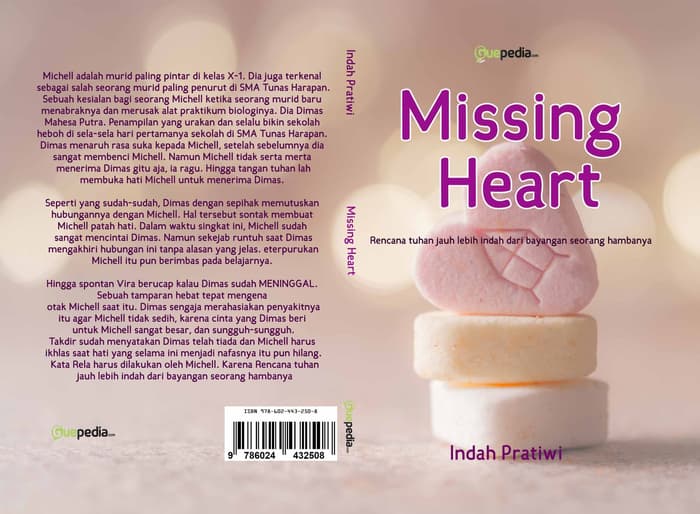 Michell adalah murid paling pintar di kelas X-1. Dia juga terkenal
sebagai salah seorang murid paling penurut di SMA Tunas Harapan.
Sebuah kesialan bagi seorang Michell ketika seorang murid baru
menabraknya dan merusak alat praktikum biologinya. Dia Dimas
Mahesa Putra. Penampilan yang urakan dan selalu bikin sekolah
heboh di sela-sela hari pertamanya sekolah di SMA Tunas Harapan.
Dimas menaruh rasa suka kepada Michell, setelah sebelumnya dia
sangat membenci Michell. Namun Michell tidak serta merta
menerima Dimas gitu aja, ia ragu. Hingga tangan tuhan lah
membuka hati Michell untuk menerima Dimas.
Seperti yang sudah-sudah, Dimas dengan sepihak memutuskan
hubungannya dengan Michell. Hal tersebut sontak membuat
Michell patah hati. Dalam waktu singkat ini, Michell sudah
sangat mencintai Dimas. Namun sekejab runtuh saat Dimas
mengakhiri hubungan ini tanpa alasan yang jelas. eterpurukan
Michell itu pun berimbas pada belajarnya.
Hingga spontan Vira berucap kalau Dimas sudah MENINGGAL.
Sebuah tamparan hebat tepat mengena
otak Michell saat itu. Dimas sengaja merahasiakan penyakitnya
itu agar Michell tidak sedih, karena cinta yang Dimas beri
untuk Michell sangat besar, dan sungguh-sungguh.
Takdir sudah menyatakan Dimas telah tiada dan Michell harus
ikhlas saat hati yang selama ini menjadi nafasnya itu pun hilang.
Kata Rela harus dilakukan oleh Michell. Karena Rencana tuhan
jauh lebih indah dari bayangan seorang hambanya
Guepedia.com
ISBN 978-602-443-250-8
9 786024 432508
Indah Pratiwi
Missing Heart
Guepedia.com
Guepedia.com
Missing
Heart
Rencana tuhan jauh lebih indah dari bayangan seorang hambanya
Indah Pratiwi